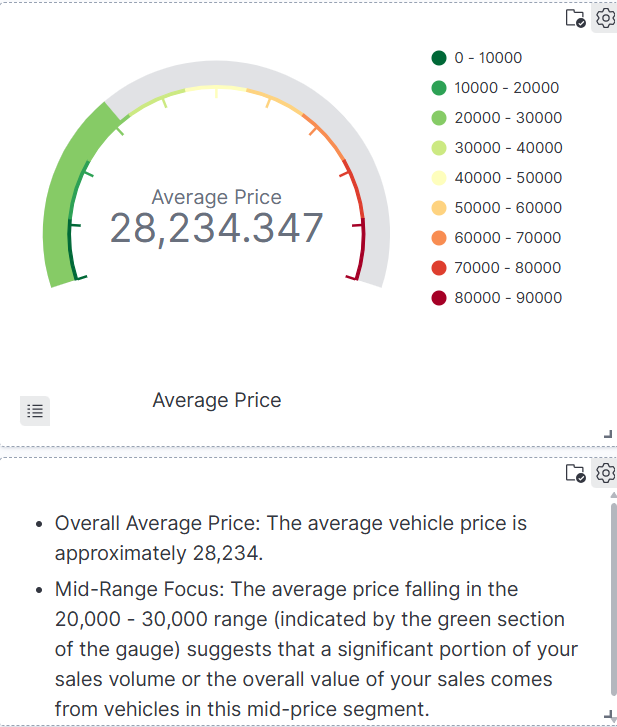 0 - 10000
10000 - 20000
20000 - 30000
30000 - 40000
40000 - 50000
50000 - 60000
60000 - 70000
70000 - 80000
80000 - 90000
Average Price
28,234.347
Average Price
• Overall Average Price: The average vehicle price is
approximately 28,234.
• Mid-Range Focus: The average price falling in the
20,000 - 30,000 range (indicated by the green section
of the gauge) suggests that a significant portion of your
sales volume or the overall value of your sales comes
from vehicles in this mid-price segment.